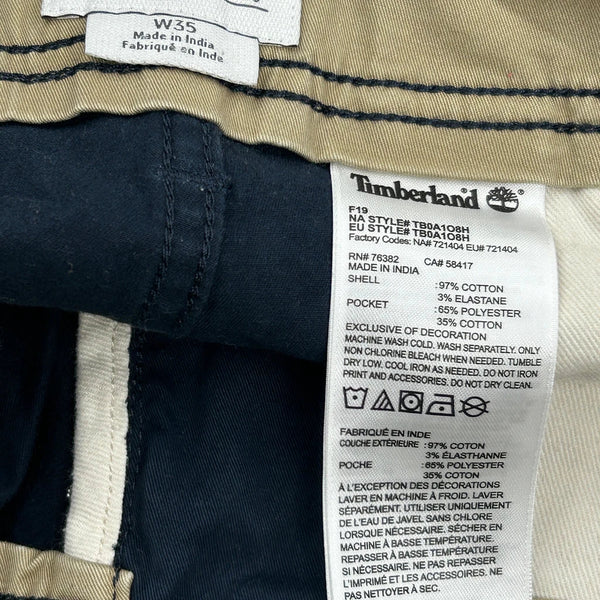 W35
Made in India
Fabriqué en Inde
Timberland
F19
NA STYLE# TB0A1O8H
EU STYLE# TB0A1O8H
Factory Codes: NA# 721404 EU# 721404
RN# 76382 CA# 58417
MADE IN INDIA
SHELL :97% COTTON
3% ELASTANE
POCKET :65% POLYESTER
35% COTTON
EXCLUSIVE OF DECORATION
MACHINE WASH COLD. WASH SEPARATELY. ONLY
NON CHLORINE BLEACH WHEN NEEDED. TUMBLE
DRY LOW. COOL IRON AS NEEDED. DO NOT IRON
PRINT AND ACCESSORIES. DO NOT DRY CLEAN.
FABRIQUÉ EN INDE
COUCHE EXTÉRIEURE :97% COTON
3% ÉLASTHANNE
POCHE :65% POLYESTER
35% COTON
À L'EXCEPTION DES DÉCORATIONS
LAVER EN MACHINE À FROID. LAVER
SÉPARÉMENT. UTILISER UNIQUEMENT
DE L'EAU DE JAVEL SANS CHLORE
LORSQUE NÉCESSAIRE. SÉCHER EN
MACHINE À BASSE TEMPÉRATURE.
REPASSER À BASSE TEMPÉRATURE
SI NÉCESSAIRE. NE PAS REPASSER
L'IMPRIMÉ ET LES ACCESSOIRES. NE
PAS NETTOYER À SEC.